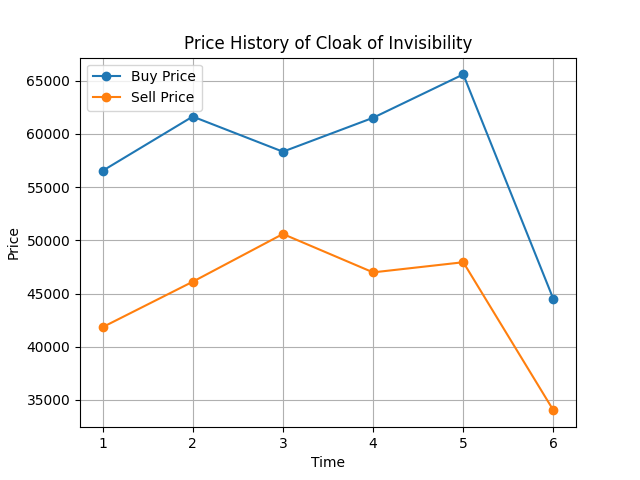 Price History of Cloak of Invisibility
Buy Price
Sell Price
65000
60000
55000
50000
45000
40000
35000
Price
1 2 3 4 5 6
Time